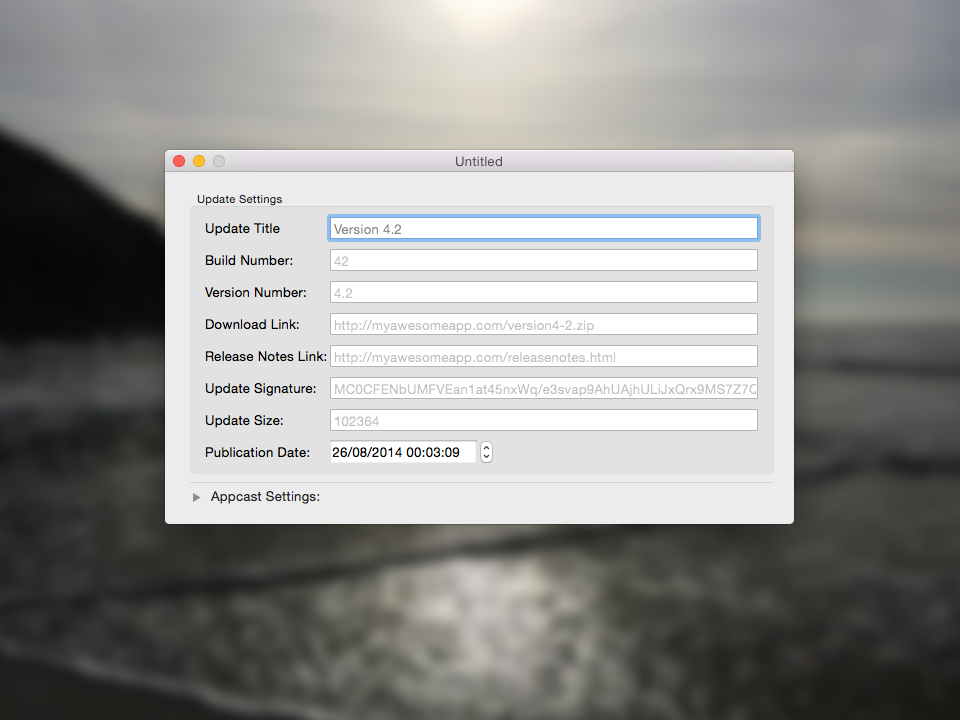 Untitled
Update Settings
Update Title Version 4.2
Build Number: 42
Version Number: 4.2
Download Link: http://myawesomeapp.com/version4-2.zip
Release Notes Link: http://myawesomeapp.com/releasenotes.html
Update Signature: MC0CFENbUMFVEan1at45nxWq/e3svap9AhUAjhULiJxQrx9MS7Z7C
Update Size: 102364
Publication Date: 26/08/2014 00:03:09
Appcast Settings: